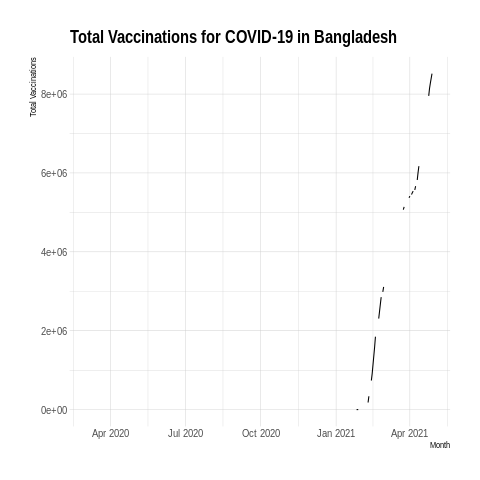 Total Vaccinations for COVID-19 in Bangladesh
Total Vaccinations
8e+06
6e+06
4e+06
2e+06
0e+00
Apr 2020 Jul 2020 Oct 2020 Jan 2021 Apr 2021
Month